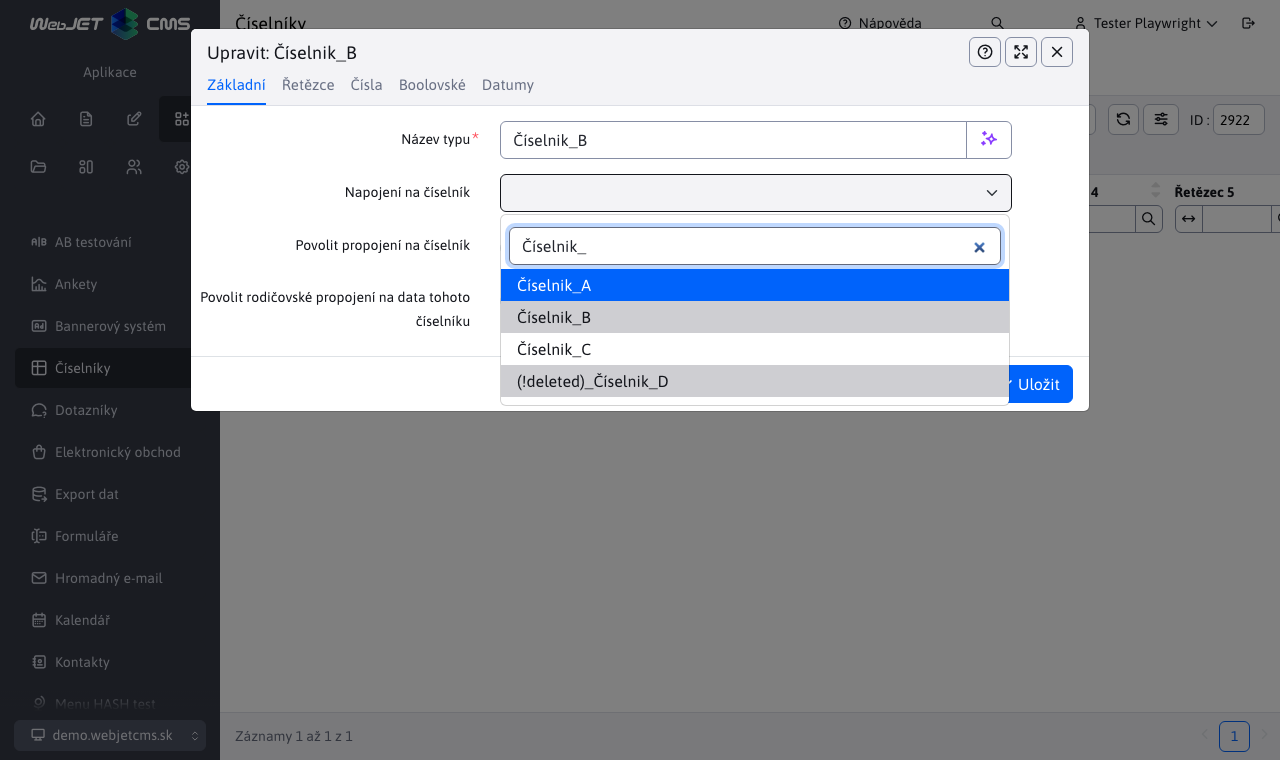 WebJET CMS
Číselníky
Nápověda
Tester Playwright
Aplikace
AB testování
Ankety
Bannerový systém
Číselníky
Dotazníky
Elektronický obchod
Export dat
Formuláře
Hromadný e-mail
Kalendář
Kontakty
Menu HASH test
demo.webjetcms.sk
Upravit: Číselnik_B
Základní
Řetězce
Čísla
Boolovské
Datumy
Název typu*
Číselnik_B
Napojení na číselník
Povolit propojení na číselník
Číselnik_
Povolit rodičovské propojení na data tohoto
číselníku
Číselnik_A
Číselnik_B
Číselnik_C
(!deleted)_Číselnik_D
Uložit
ID :
2922
4
Řetězec 5
Záznamy 1 až 1 z 1
1